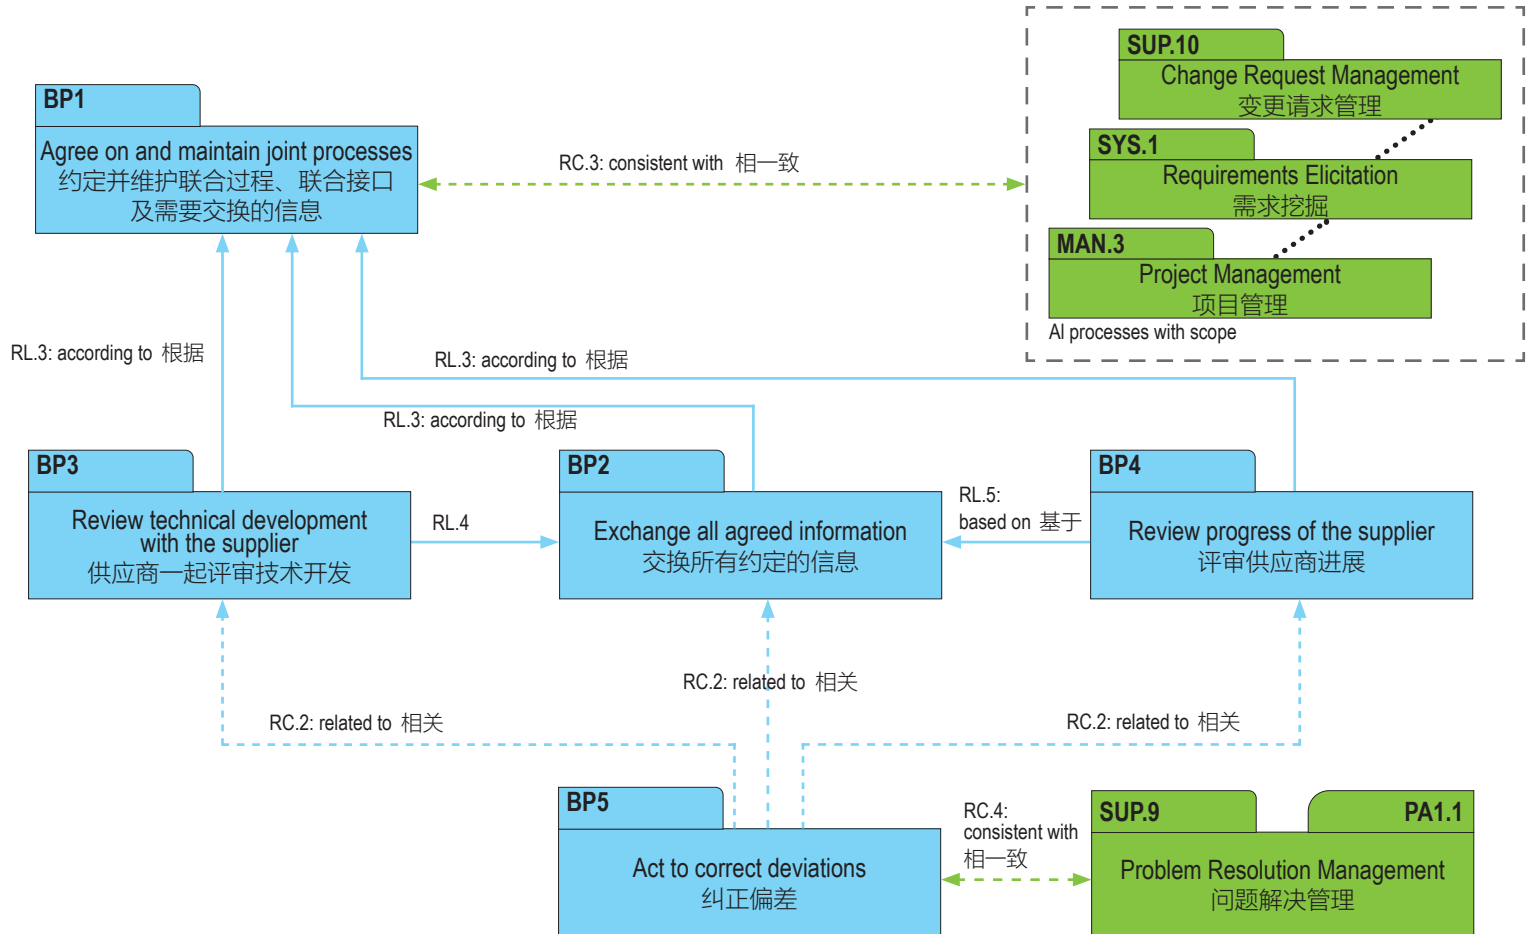 SUP.10
Change Request Management
变更请求管理
BP1
Agree on and maintain joint processes
约定并维护联合过程、联合接口
及需要交换的信息
RC.3: consistent with 相一致
SYS.1
Requirements Elicitation
需求挖掘
MAN.3
Project Management
项目管理
Al processes with scope
RL.3: according to 根据
RL.3: according to 根据
RL.3: according to 根据
BP3
Review technical development
with the supplier
供应商一起评审技术开发
RL.4
BP2
Exchange all agreed information
交换所有约定的信息
RL.5:
based on 基于
BP4
Review progress of the supplier
评审供应商进展
RC.2: related to 相关
RC.2: related to 相关
RC.2: related to 相关
BP5
Act to correct deviations
纠正偏差
RC.4:
consistent with
相一致
SUP.9
PA1.1
Problem Resolution Management
问题解决管理